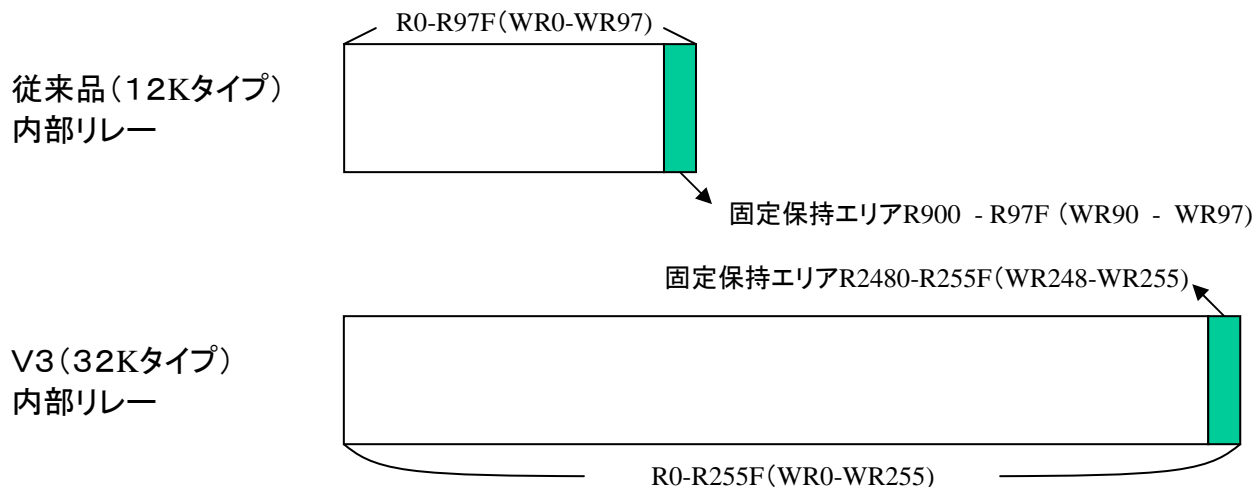 R0-R97F（WR0-WR97)
従来品（１２Kタイプ）
内部リレー
固定保持エリアR900 - R97F （WR90 - WR97)
固定保持エリアR2480-R255F（WR248-WR255)
Ｖ３（３２Kタイプ）
内部リレー
R0-R255F（WR0-WR255)